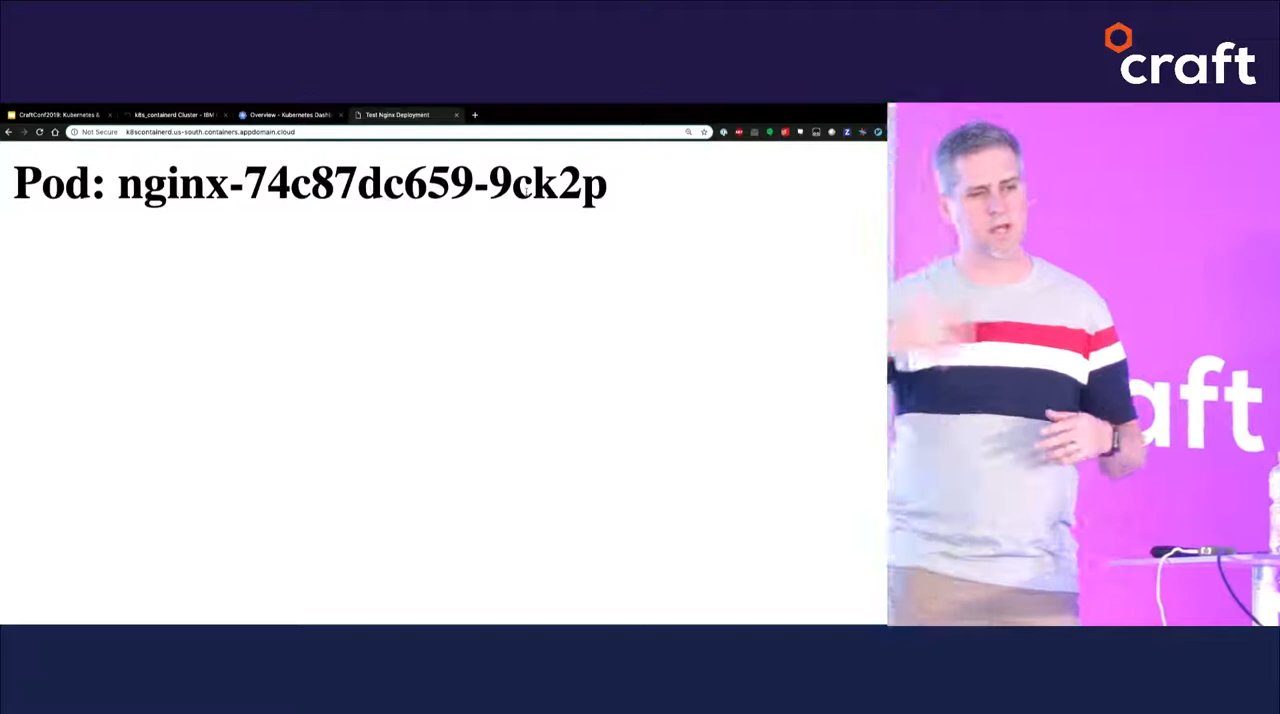 craft
CraftConf2019: Kubernetes &
k8s_containerd Cluster - IBM
Overview - Kubernetes Dashb
Test Nginx Deployment
Not Secure
k8scontainerd.us-south.containers.appdomain.cloud
Pod: nginx-74c87dc659-9ck2p
aft